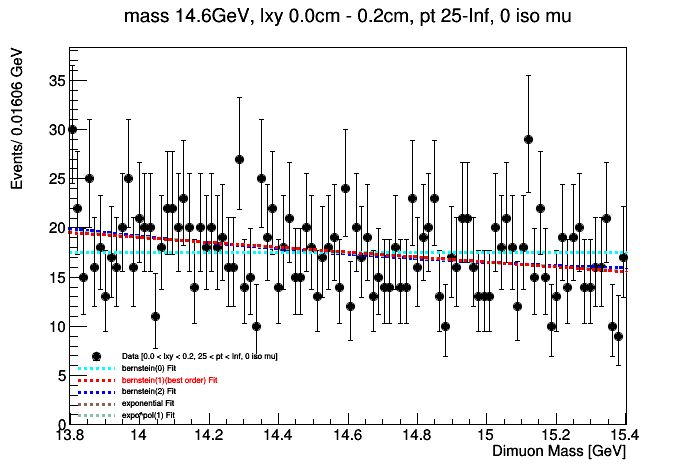 mass 14.6GeV, lxy 0.0cm - 0.2cm, pt 25-Inf, 0 iso mu
Events/ 0.01606 GeV
35
30
25
20
15
10
5
0
Data [0.0 < lxy < 0.2, 25 < pt < Inf, 0 iso mu]
bernstein(0) Fit
bernstein(1)(best order) Fit
bernstein(2) Fit
exponential Fit
expo*pol(1) Fit
13.8 14 14.2 14.4 14.6 14.8 15 15.2 15.4
Dimuon Mass [GeV]